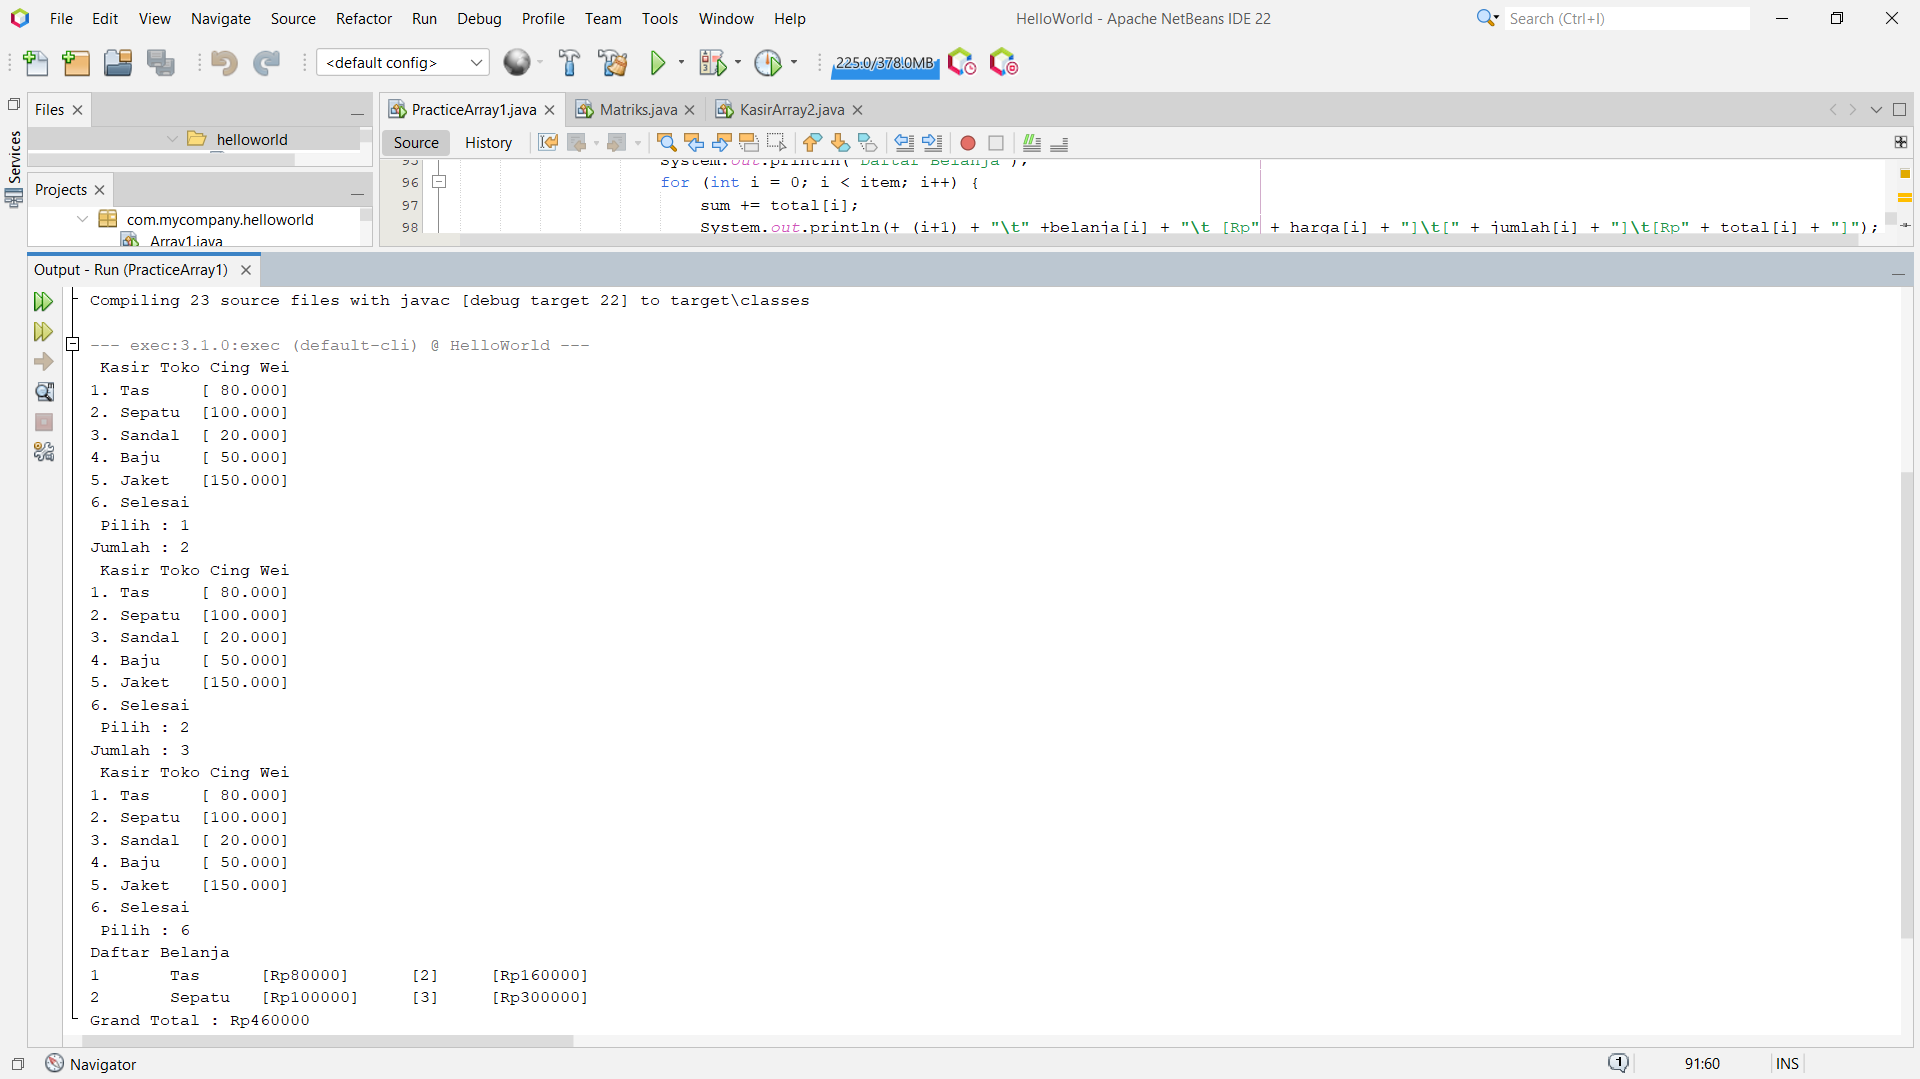 File Edit View Navigate Source Refactor Run Debug Profile Team Tools Window Help
HelloWorld - Apache NetBeans IDE 22
Search (Ctrl+I)
<default config>
225.0/378.0MB
Files
helloworld
Services
Projects
com.mycompany.helloworld
Array1.java
PracticeArray1.java
Matriks.java
KasirArray2.java
Source
History
95 System.out.println("Daftar Belanja");
96 for (int i = 0; i < item; i++) {
97 sum += total[i];
98 System.out.println(+ (i+1) + "\t" +belanja[i] + "\t [Rp" + harga[i] + "]\t[" + jumlah[i] + "]\t[Rp" + total[i] + "]");
Output - Run (PracticeArray1)
Compiling 23 source files with javac [debug target 22] to target\classes
--- exec:3.1.0:exec (default-cli) @ HelloWorld ---
Kasir Toko Cing Wei
1. Tas [ 80.000]
2. Sepatu [100.000]
3. Sandal [ 20.000]
4. Baju [ 50.000]
5. Jaket [150.000]
6. Selesai
Pilih : 1
Jumlah : 2
Kasir Toko Cing Wei
1. Tas [ 80.000]
2. Sepatu [100.000]
3. Sandal [ 20.000]
4. Baju [ 50.000]
5. Jaket [150.000]
6. Selesai
Pilih : 2
Jumlah : 3
Kasir Toko Cing Wei
1. Tas [ 80.000]
2. Sepatu [100.000]
3. Sandal [ 20.000]
4. Baju [ 50.000]
5. Jaket [150.000]
6. Selesai
Pilih : 6
Daftar Belanja
1 Tas [Rp80000] [2] [Rp160000]
2 Sepatu [Rp100000] [3] [Rp300000]
Grand Total : Rp460000
Navigator
1
91:60
INS